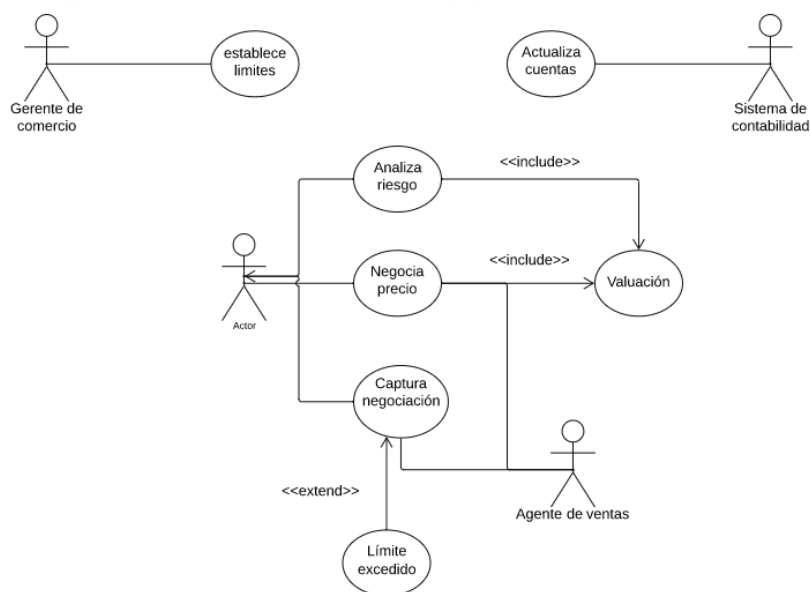 establece
limites
Actualiza
cuentas
Gerente de
comercio
Sistema de
contabilidad
Analiza
riesgo
<<include>>
Negocia
precio
<<include>>
Valuación
Actor
Captura
negociación
<<extend>>
Agente de ventas
Límite
excedido